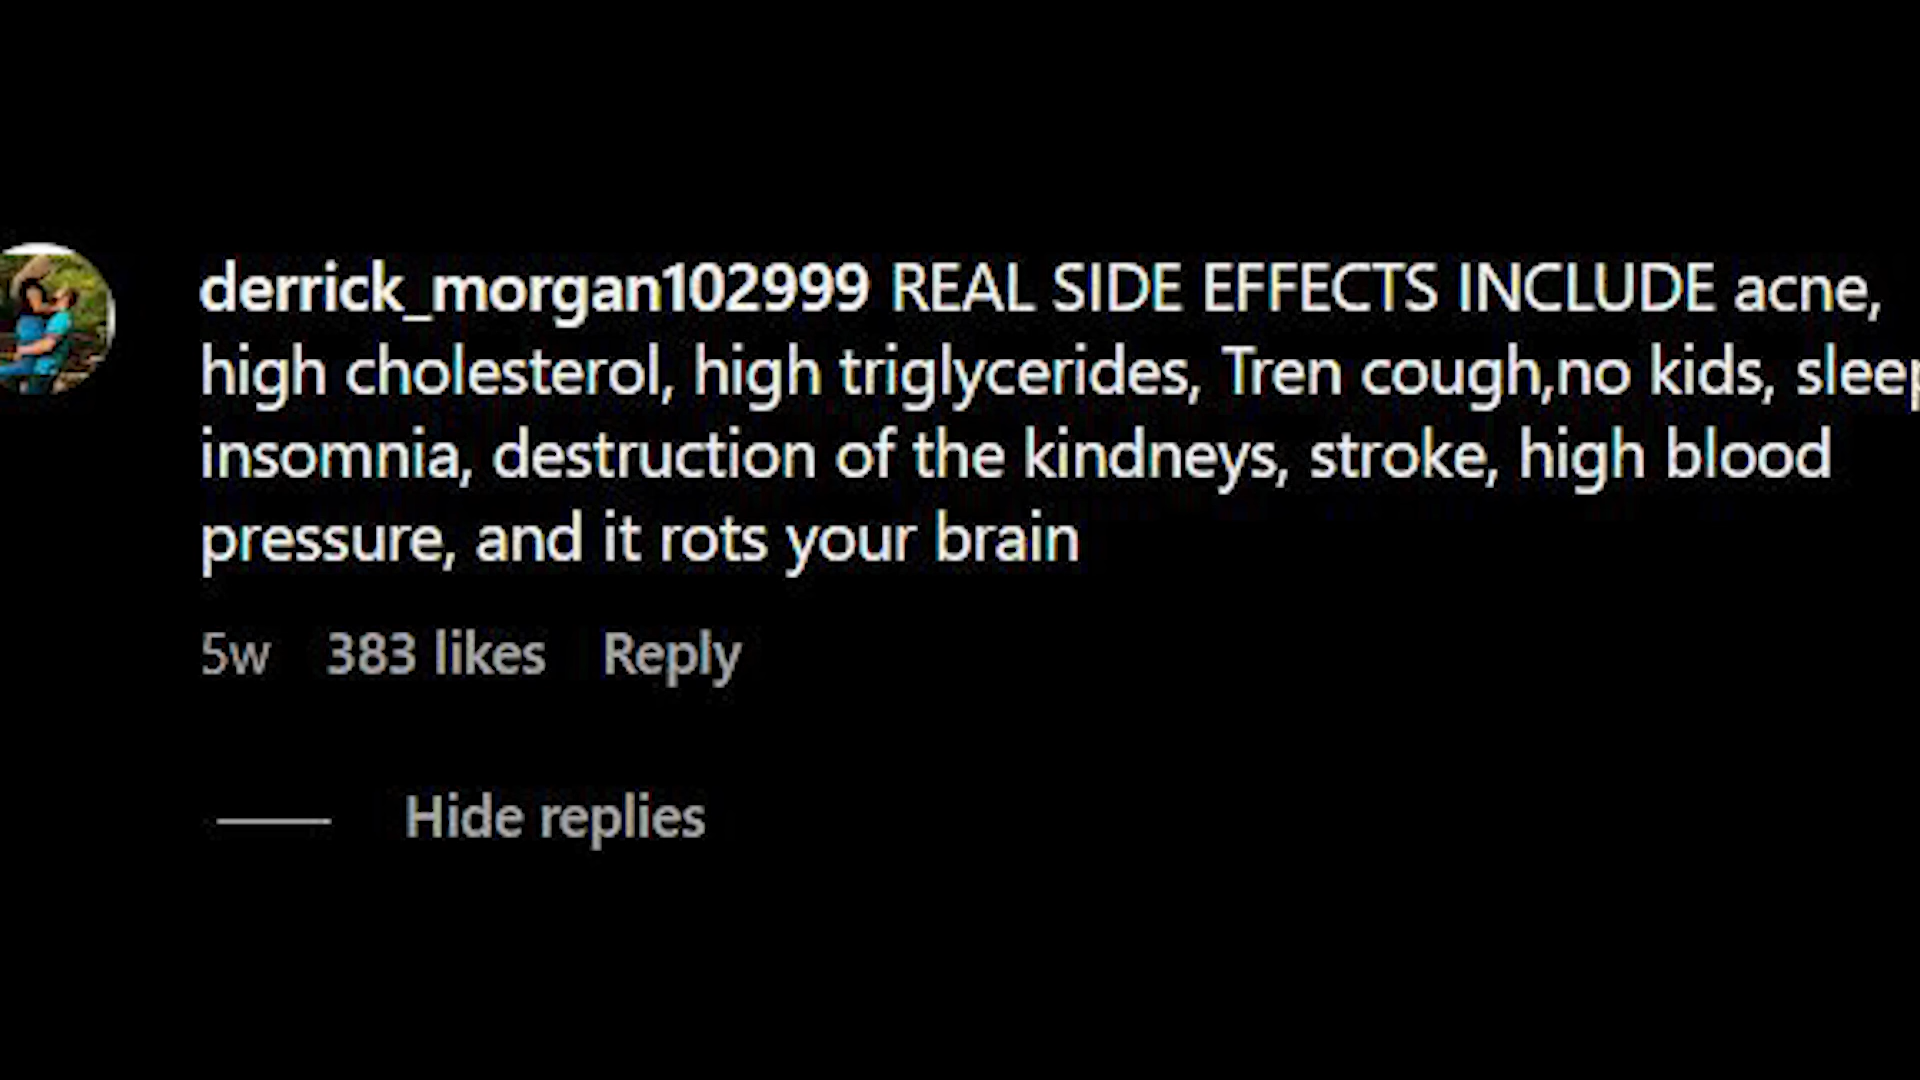 derrick_morgan102999 REAL SIDE EFFECTS INCLUDE acne,
high cholesterol, high triglycerides, Tren cough,no kids, sleep
insomnia, destruction of the kindneys, stroke, high blood
pressure, and it rots your brain
5w 383 likes Reply
Hide replies